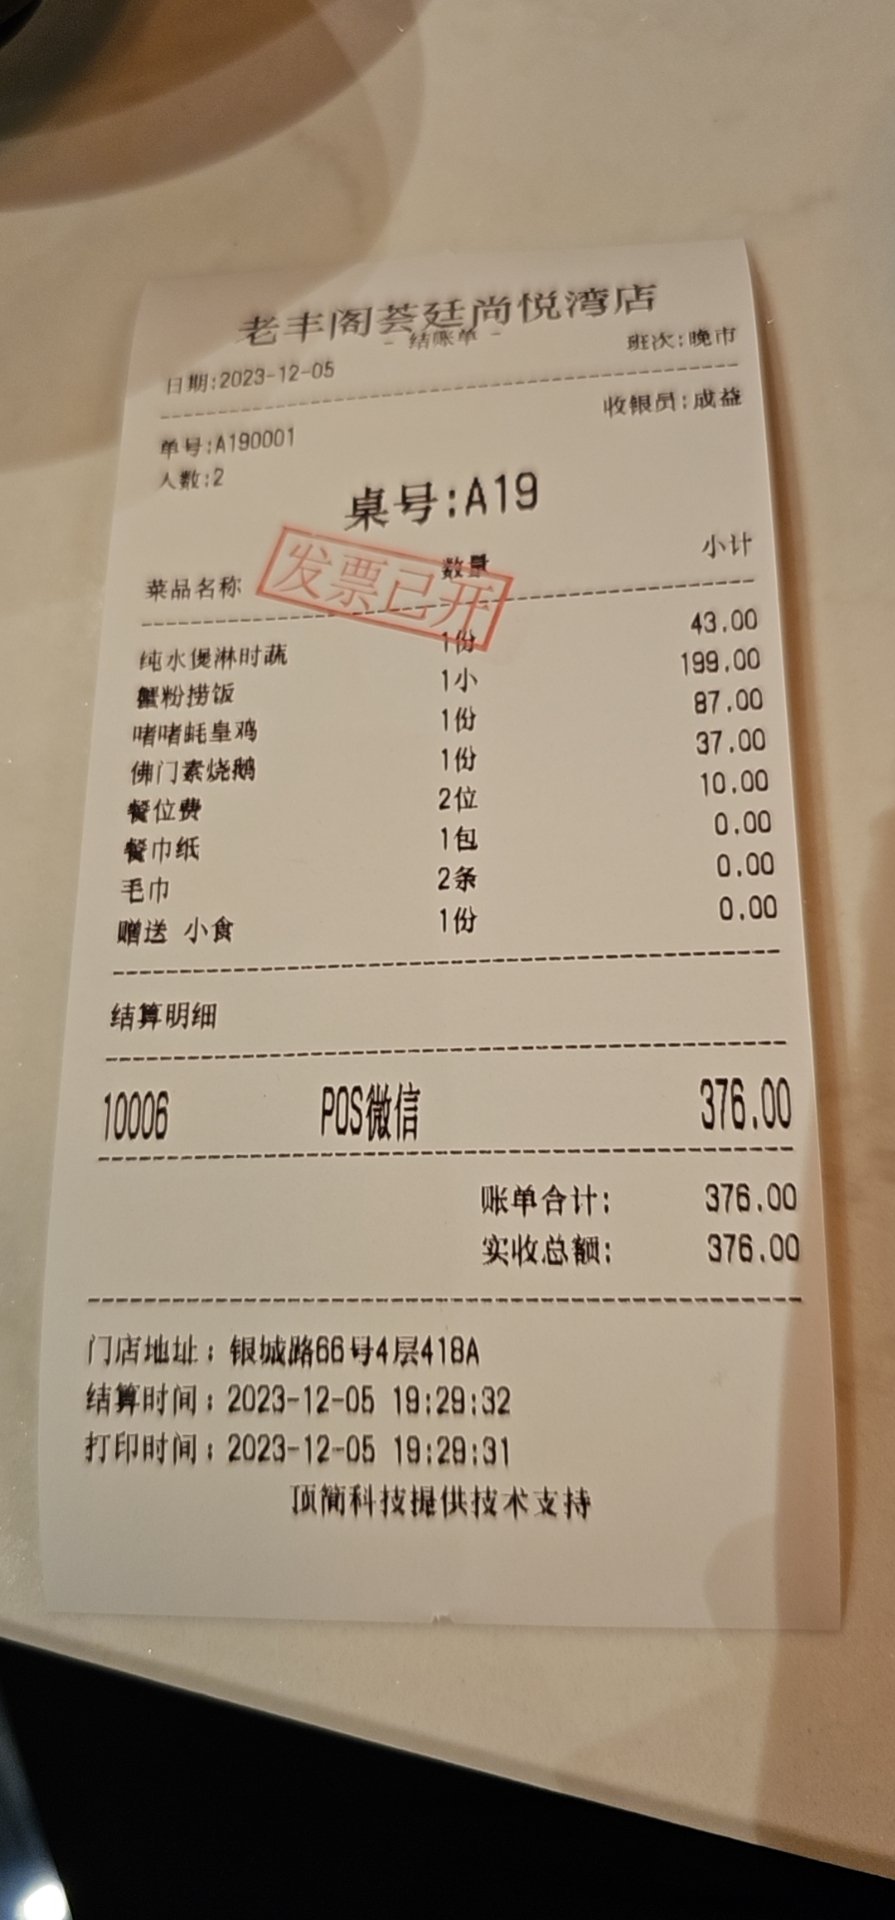 老丰阁荟廷尚悦湾店
- 结账单 -
日期:2023-12-05 班次:晚市
单号:A190001 收银员:成益
人数:2
桌号:A19
菜品名称 数量 小计
发票已开
纯水煲淋时蔬 1份 43.00
蟹粉捞饭 1小 199.00
啫啫蚝皇鸡 1份 87.00
佛门素烧鹅 1份 37.00
餐位费 2位 10.00
餐巾纸 1包 0.00
毛巾 2条 0.00
赠送 小食 1份 0.00
结算明细
10006 POS微信 376.00
账单合计: 376.00
实收总额: 376.00
门店地址：银城路66号4层418A
结算时间：2023-12-05 19:29:32
打印时间：2023-12-05 19:29:31
顶简科技提供技术支持